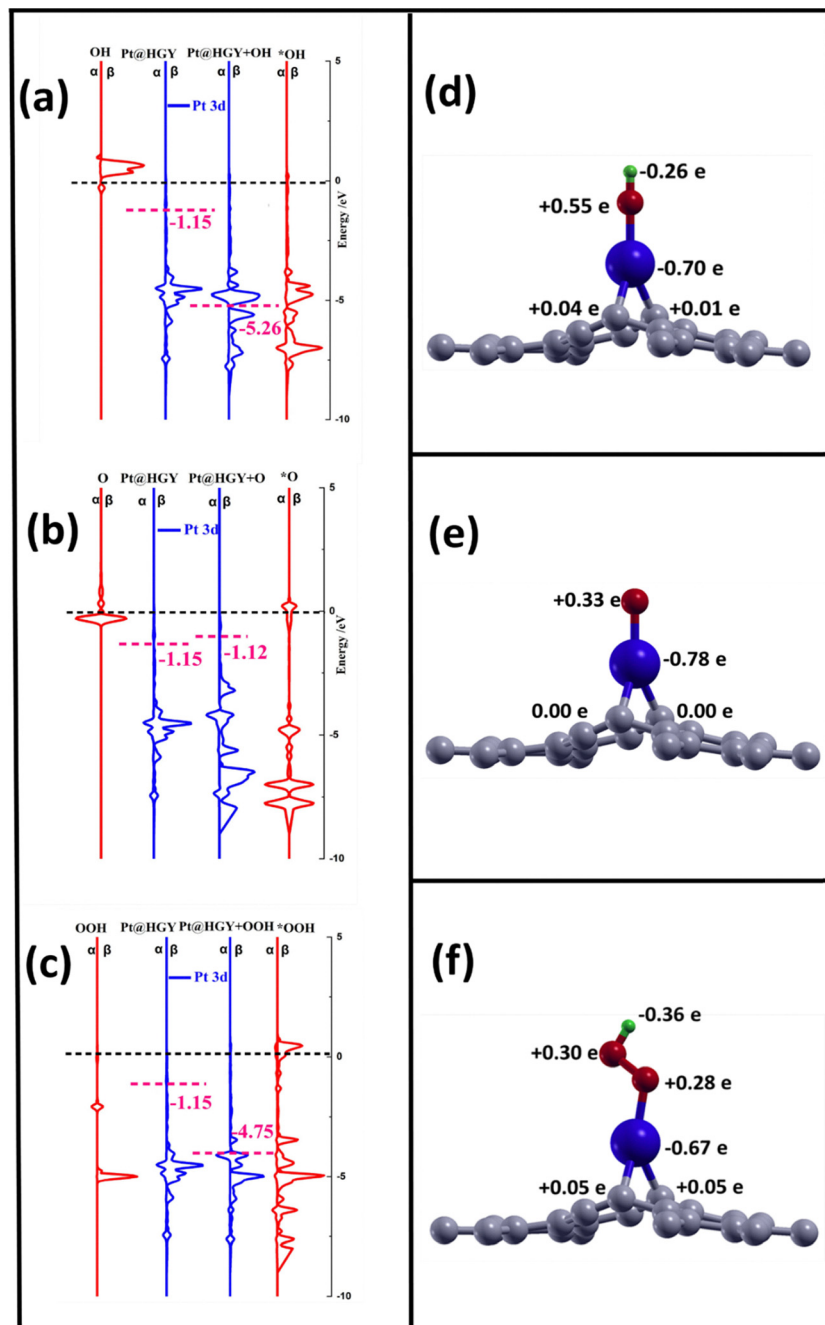 (a)
OH Pt@HGY Pt@HGY+OH *OH
α β α β α β α β
Pt 3d
5
0
-5
-10
Energy /eV
-1.15
-5.26
(b)
O Pt@HGY Pt@HGY+O *O
α β α β α β α β
Pt 3d
5
0
-5
-10
Energy /eV
-1.15
-1.12
(c)
OOH Pt@HGY Pt@HGY+OOH *OOH
α β α β α β α β
Pt 3d
5
0
-5
-10
Energy /eV
-1.15
-4.75
(d)
-0.26 e
+0.55 e
-0.70 e
+0.04 e +0.01 e
(e)
+0.33 e
-0.78 e
0.00 e 0.00 e
(f)
-0.36 e
+0.30 e
+0.28 e
-0.67 e
+0.05 e +0.05 e